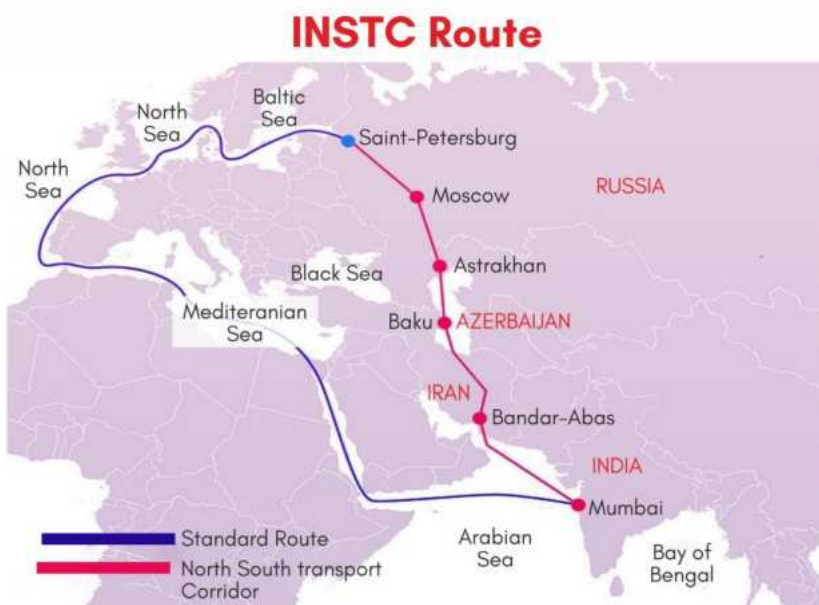 INSTC Route
North
Sea
Baltic
Sea
Saint-Petersburg
North
Sea
Moscow
RUSSIA
Black Sea
Astrakhan
Mediteranian
Sea
Baku
AZERBAIJAN
IRAN
Bandar-Abas
INDIA
Mumbai
Arabian
Sea
Bay of
Bengal
Standard Route
North South transport
Corridor